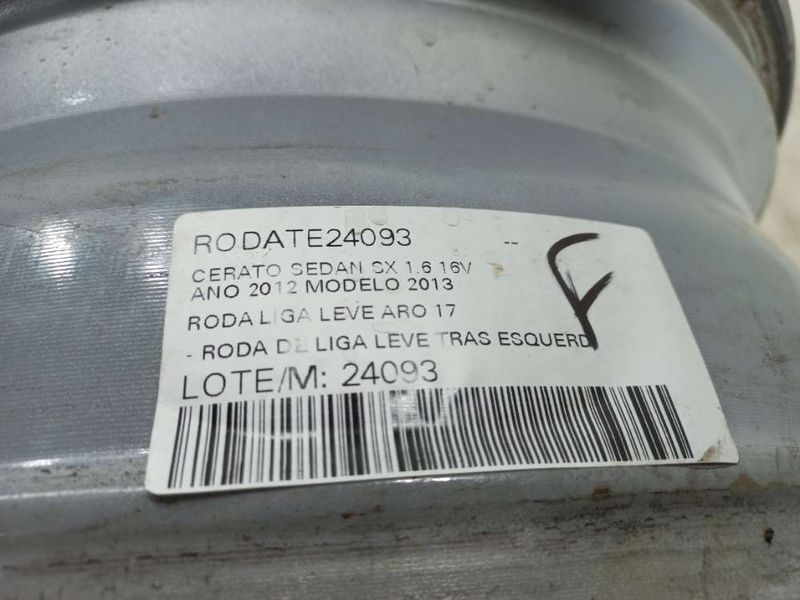 RODATE24093 --
CERATO SEDAN SX 1.6 16V
ANO 2012 MODELO 2013
RODA LIGA LEVE ARO 17
- RODA DE LIGA LEVE TRAS ESQUERD
LOTE/M: 24093
F